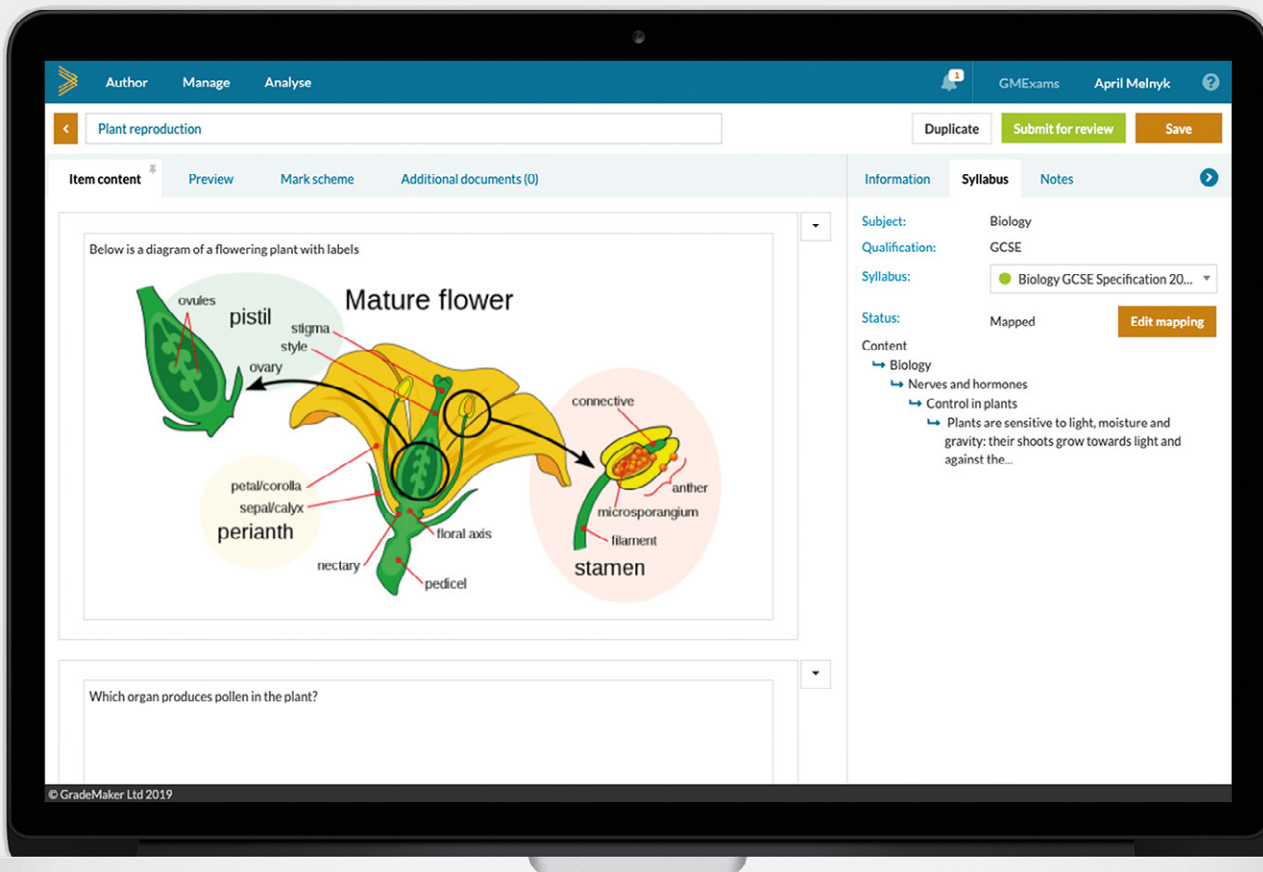 Author Manage Analyse 1 GMExams April Melnyk ?
Plant reproduction Duplicate Submit for review Save
Item content Preview Mark scheme Additional documents (0)
Below is a diagram of a flowering plant with labels
Mature flower
ovules
pistil
stigma
style
ovary
connective
petal/corolla
anther
sepal/calyx
microsporangium
perianth
floral axis
filament
nectary
stamen
pedicel
Which organ produces pollen in the plant?
Information Syllabus Notes
Subject: Biology
Qualification: GCSE
Syllabus: Biology GCSE Specification 20...
Status: Mapped Edit mapping
Content
Biology
Nerves and hormones
Control in plants
Plants are sensitive to light, moisture and
gravity: their shoots grow towards light and
against the...
© GradeMaker Ltd 2019